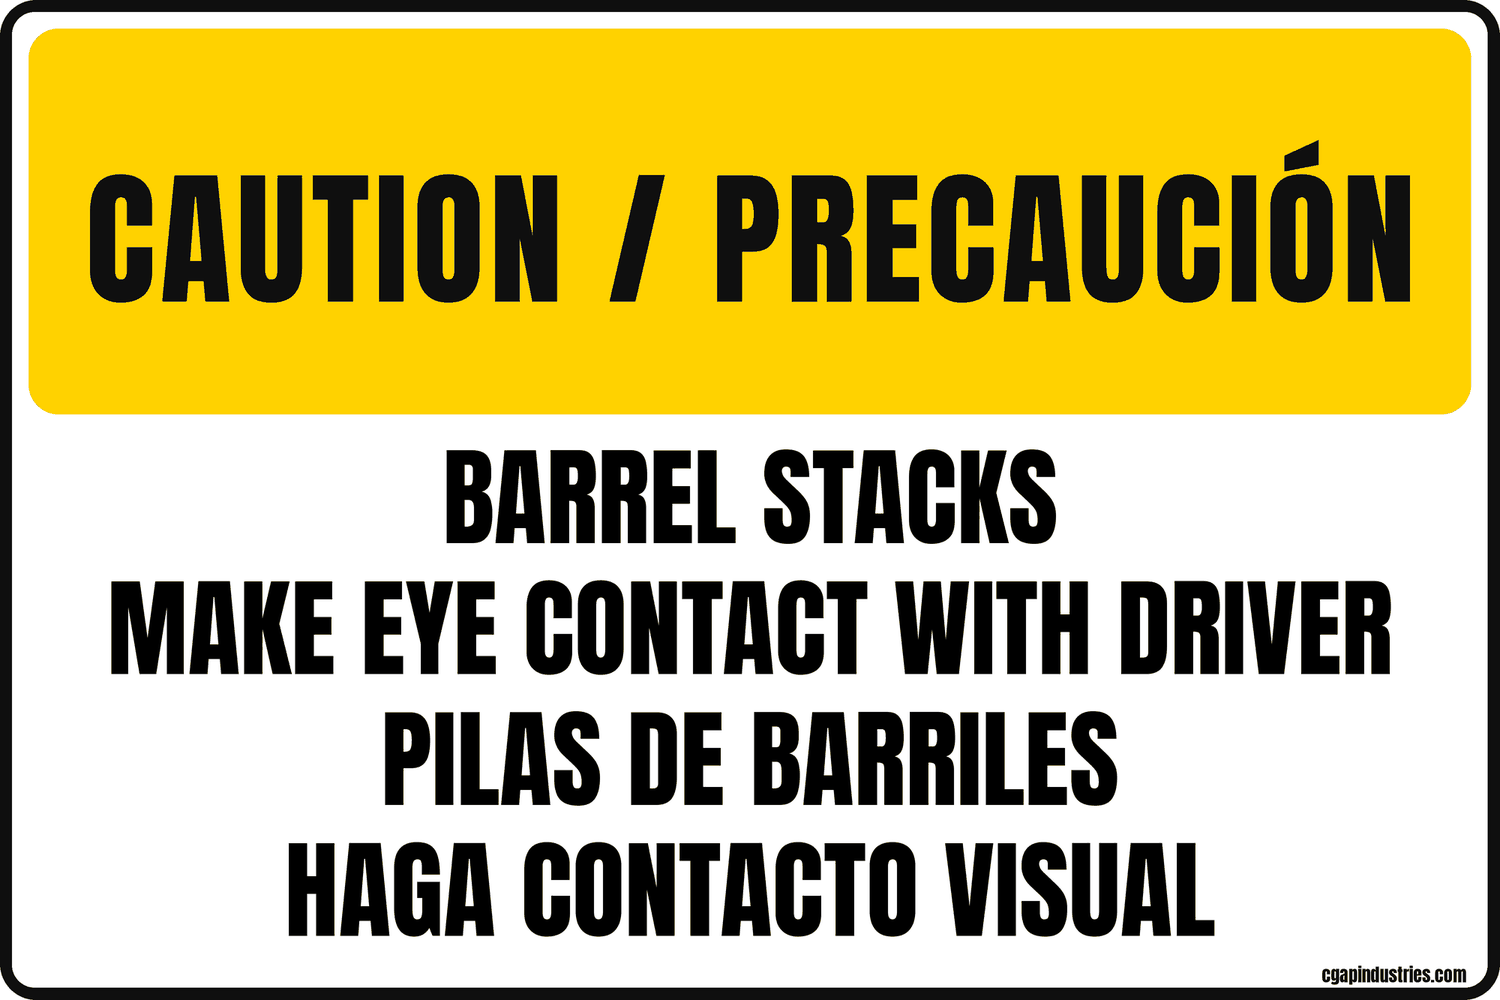 CAUTION / PRECAUCIÓN
BARREL STACKS
MAKE EYE CONTACT WITH DRIVER
PILAS DE BARRILES
HAGA CONTACTO VISUAL
cgapindustries.com